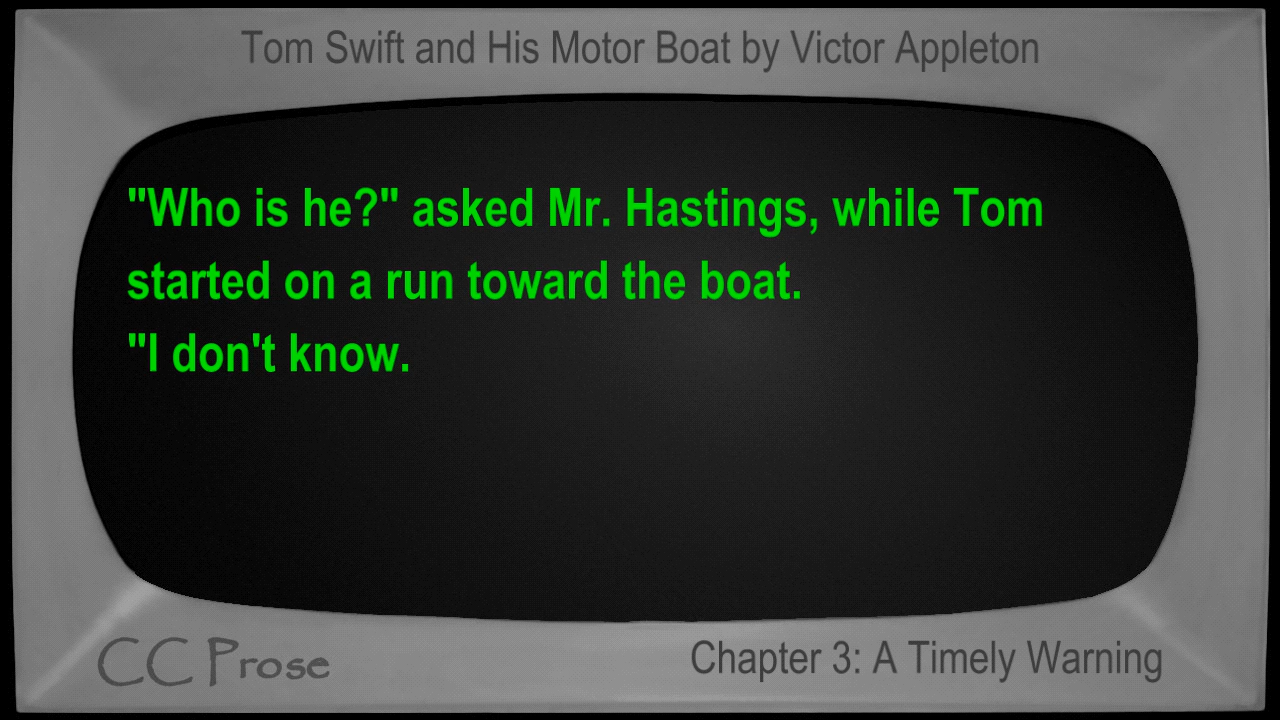 Tom Swift and His Motor Boat by Victor Appleton
"Who is he?" asked Mr. Hastings, while Tom
started on a run toward the boat.
"I don't know.
CC Prose
Chapter 3: A Timely Warning